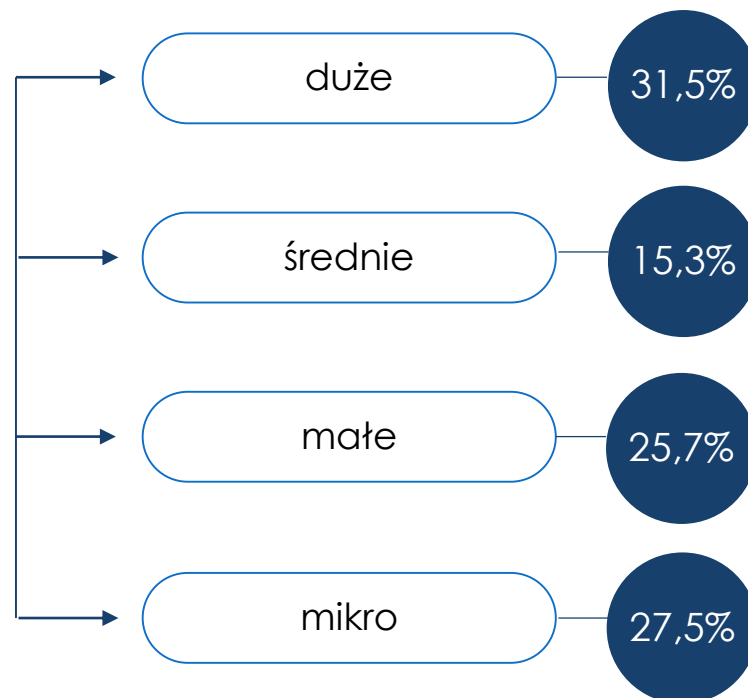 duże
31,5%
średnie
15,3%
małe
25,7%
mikro
27,5%